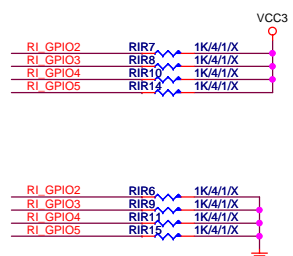 VCC3
RI_GPIO2 RIR7 1K/4/1/X
RI_GPIO3 RIR8 1K/4/1/X
RI_GPIO4 RIR10 1K/4/1/X
RI_GPIO5 RIR14 1K/4/1/X
RI_GPIO2 RIR6 1K/4/1/X
RI_GPIO3 RIR9 1K/4/1/X
RI_GPIO4 RIR11 1K/4/1/X
RI_GPIO5 RIR15 1K/4/1/X